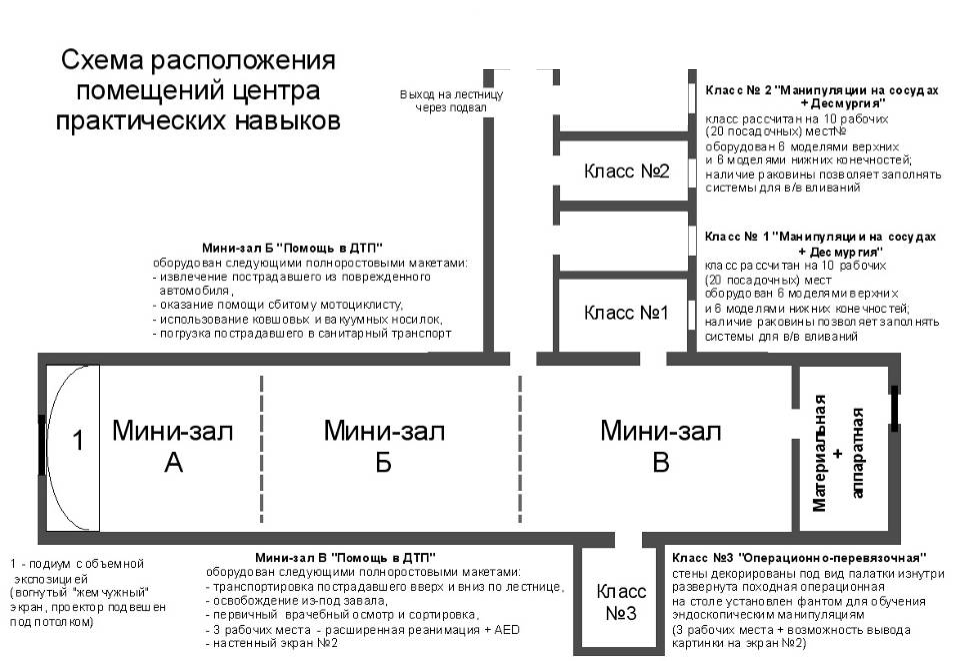 Схема расположения
помещений центра
практических навыков
Выход на лестницу
через подвал
Класс № 2 "Манипуляции на сосудах
+ Десмургия"
класс рассчитан на 10 рабочих
(20 посадочных) мест№
оборудован 6 моделями верхних
и 6 моделями нижних конечностей;
наличие раковины позволяет заполнять
системы для в/в вливаний
Класс №2
Мини-зал Б "Помощь в ДТП"
оборудован следующими полноростовыми макетами:
- извлечение пострадавшего из поврежденного
автомобиля,
- оказание помощи сбитому мотоциклисту,
- использование ковшовых и вакуумных носилок,
- погрузка пострадавшего в санитарный транспорт
Класс № 1 "Манипуляции на сосудах
+ Десмургия"
класс рассчитан на 10 рабочих
(20 посадочных) мест
оборудован 6 моделями верхних
и 6 моделями нижних конечностей;
наличие раковины позволяет заполнять
системы для в/в вливаний
Класс №1
1
Мини-зал
А
Мини-зал
Б
Мини-зал
В
Материальная
+
аппаратная
1 - подиум с объемной
экспозицией
(вогнутый "жемчужный"
экран, проектор подвешен
под потолком)
Мини-зал В "Помощь в ДТП"
оборудован следующими полноростовыми макетами:
- транспортировка пострадавшего вверх и вниз по лестнице,
- освобождение из-под завала,
- первичный врачебный осмотр и сортировка,
- 3 рабочих места - расширенная реанимация + AED
- настенный экран №2
Класс
№3
Класс №3 "Операционно-перевязочная"
стены декорированы под вид палатки изнутри
развернута походная операционная
на столе установлен фантом для обучения
эндоскопическим манипуляциям
(3 рабочих места + возможность вывода
картинки на экран №2)